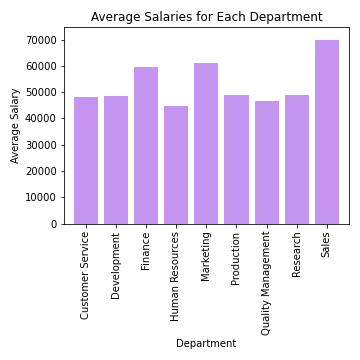 Average Salaries for Each Department
Average Salary
70000
60000
50000
40000
30000
20000
10000
0
Customer Service
Development
Finance
Human Resources
Marketing
Production
Quality Management
Research
Sales
Department